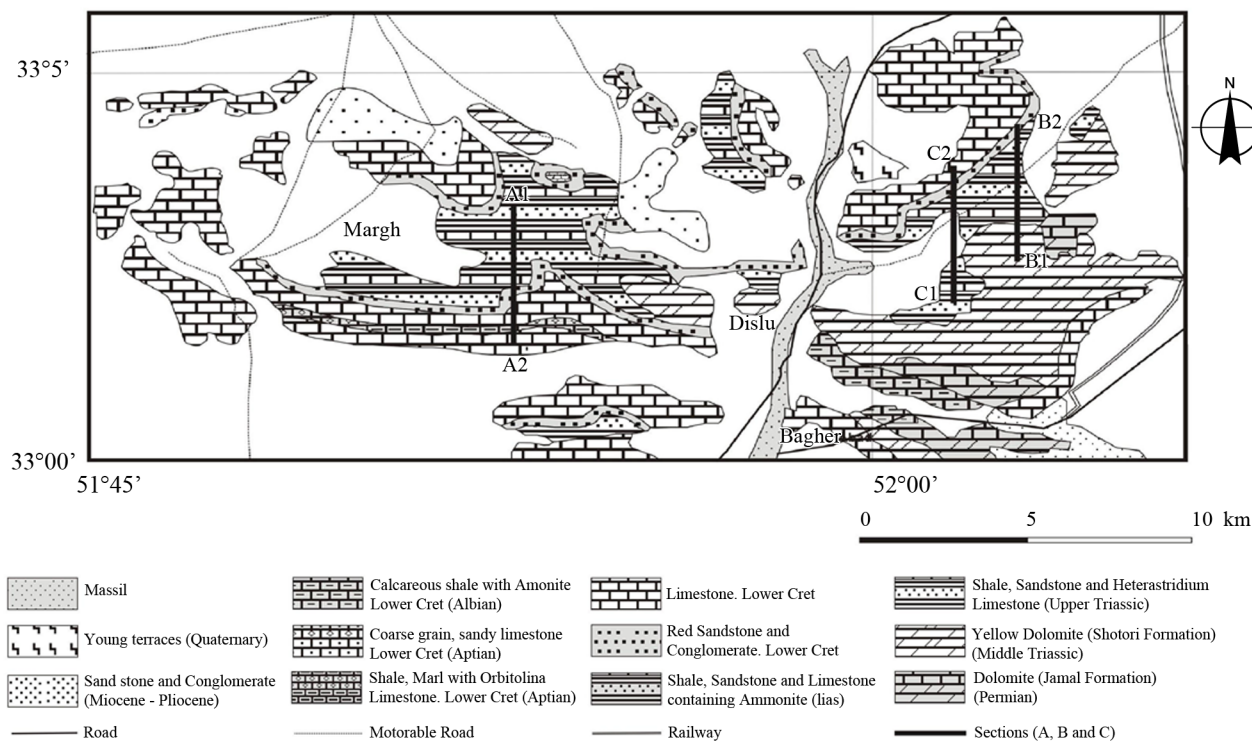 33°5’
N
B2
C2
A1
Margh
B1
C1
Dislu
A2
Bagher
33°00’
51°45’
52°00’
0 5 10 km
Massil
Calcareous shale with Amonite
Lower Cret (Albian)
Limestone. Lower Cret
Shale, Sandstone and Heterastridium
Limestone (Upper Triassic)
Young terraces (Quaternary)
Coarse grain, sandy limestone
Lower Cret (Aptian)
Red Sandstone and
Conglomerate. Lower Cret
Yellow Dolomite (Shotori Formation)
(Middle Triassic)
Sand stone and Conglomerate
(Miocene - Pliocene)
Shale, Marl with Orbitolina
Limestone. Lower Cret (Aptian)
Shale, Sandstone and Limestone
containing Ammonite (lias)
Dolomite (Jamal Formation)
(Permian)
Road
Motorable Road
Railway
Sections (A, B and C)